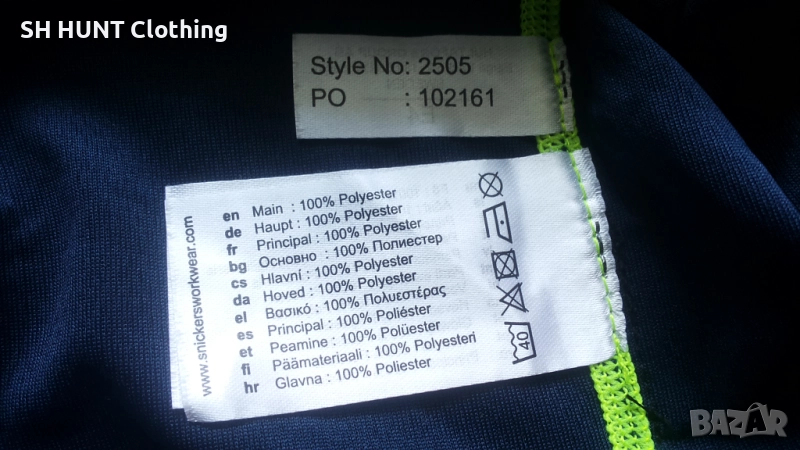 SH HUNT Clothing
Style No: 2505
PO : 102161
www.snickersworkwear.com
en Main : 100% Polyester
de Haupt : 100% Polyester
fr Principal : 100% Polyester
bg Основно : 100% Полиестер
cs Hlavní : 100% Polyester
da Hoved : 100% Polyester
el Βασικό : 100% Πολυεστέρας
es Principal : 100% Poliéster
et Peamine : 100% Polüester
fi Päämateriaali : 100% Polyesteri
hr Glavna : 100% Poliester
40
BAZAR